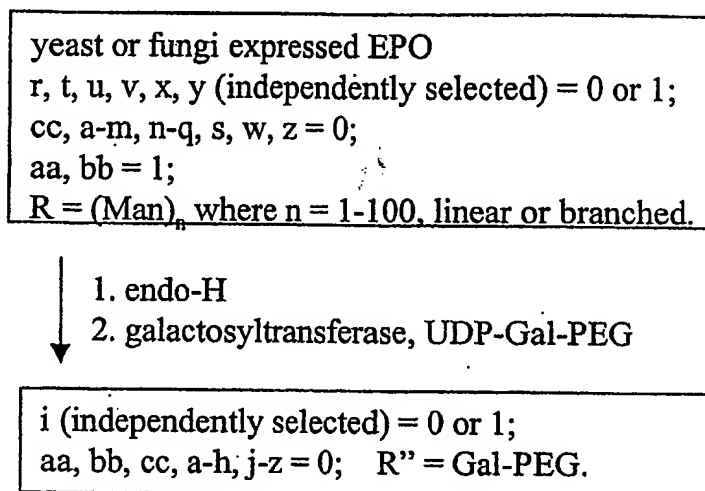 yeast or fungi expressed EPO
r, t, u, v, x, y (independently selected) = 0 or 1;
cc, a-m, n-q, s, w, z = 0;
aa, bb = 1;
R = (Man)n where n = 1-100, linear or branched.
1. endo-H
2. galactosyltransferase, UDP-Gal-PEG
i (independently selected) = 0 or 1;
aa, bb, cc, a-h, j-z = 0; R” = Gal-PEG.